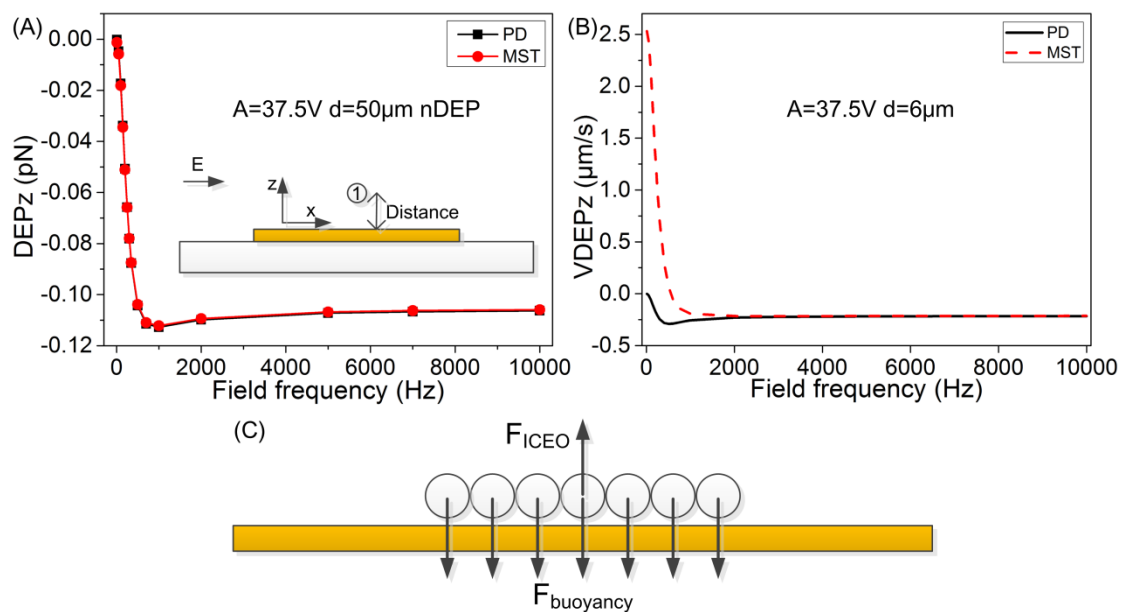 (A)
0.00
-0.02
-0.04
-0.06
-0.08
-0.10
-0.12
DEPz (pN)
PD
MST
A=37.5V d=50μm nDEP
E
z
x
①
Distance
0 2000 4000 6000 8000 10000
Field frequency (Hz)
(B)
2.5
2.0
1.5
1.0
0.5
0.0
-0.5
VDEPz (μm/s)
PD
MST
A=37.5V d=6μm
0 2000 4000 6000 8000 10000
Field frequency (Hz)
(C)
F_ICEO
F_buoyancy